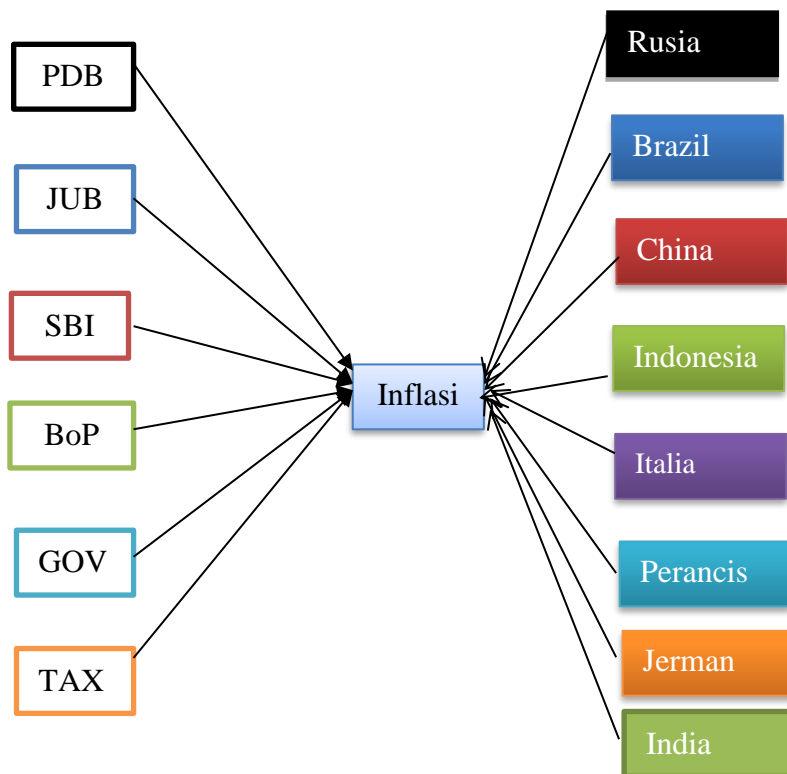 PDB
JUB
SBI
BoP
GOV
TAX
Inflasi
Rusia
Brazil
China
Indonesia
Italia
Perancis
Jerman
India